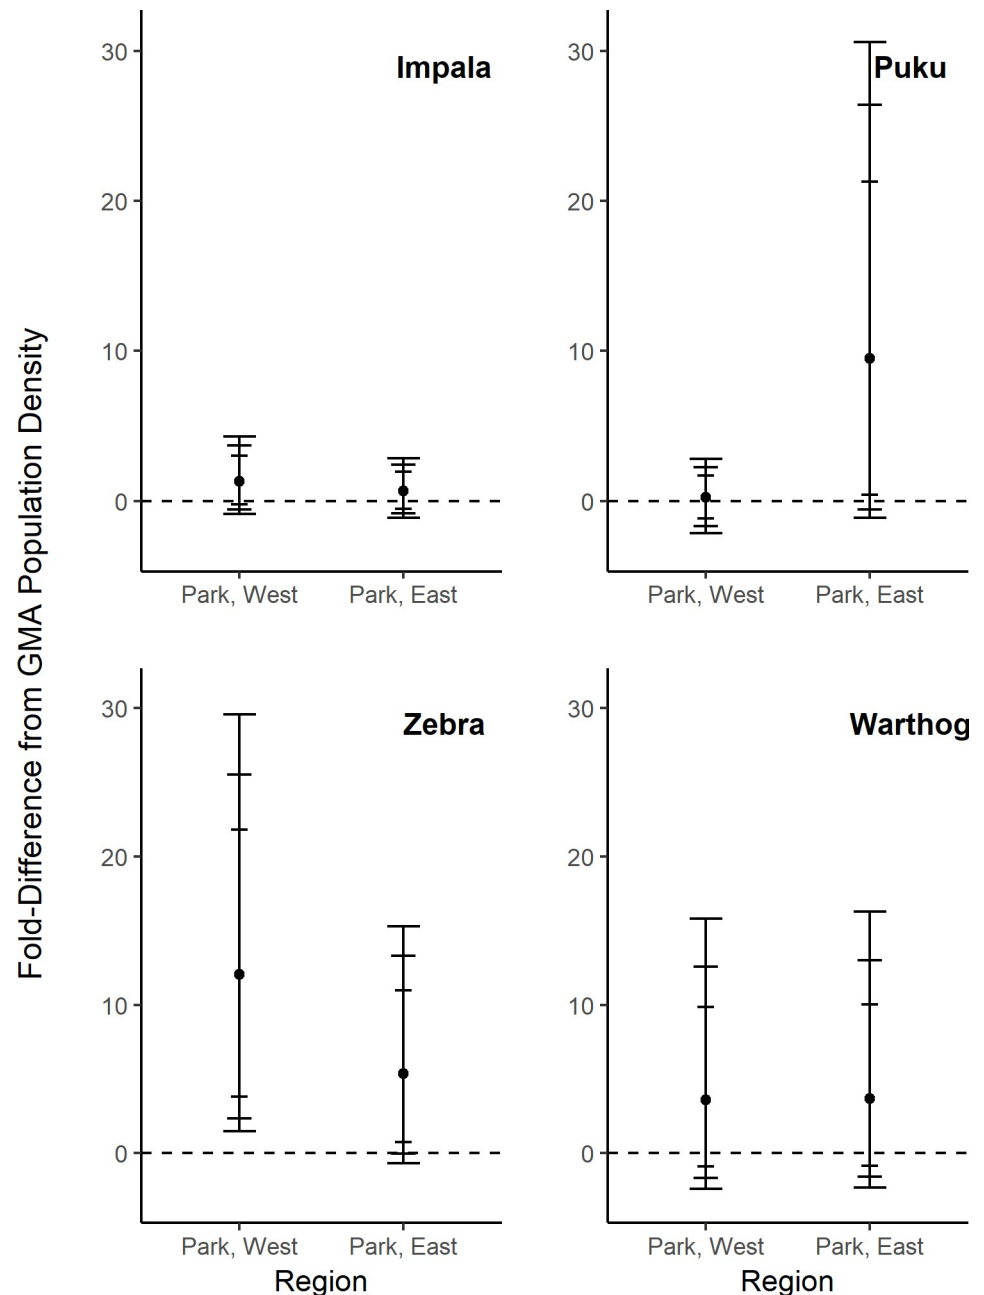 Fold-Difference from GMA Population Density
Impala
30
20
10
0
Park, West
Park, East
Puku
30
20
10
0
Park, West
Park, East
Zebra
30
20
10
0
Park, West
Park, East
Region
Warthog
30
20
10
0
Park, West
Park, East
Region